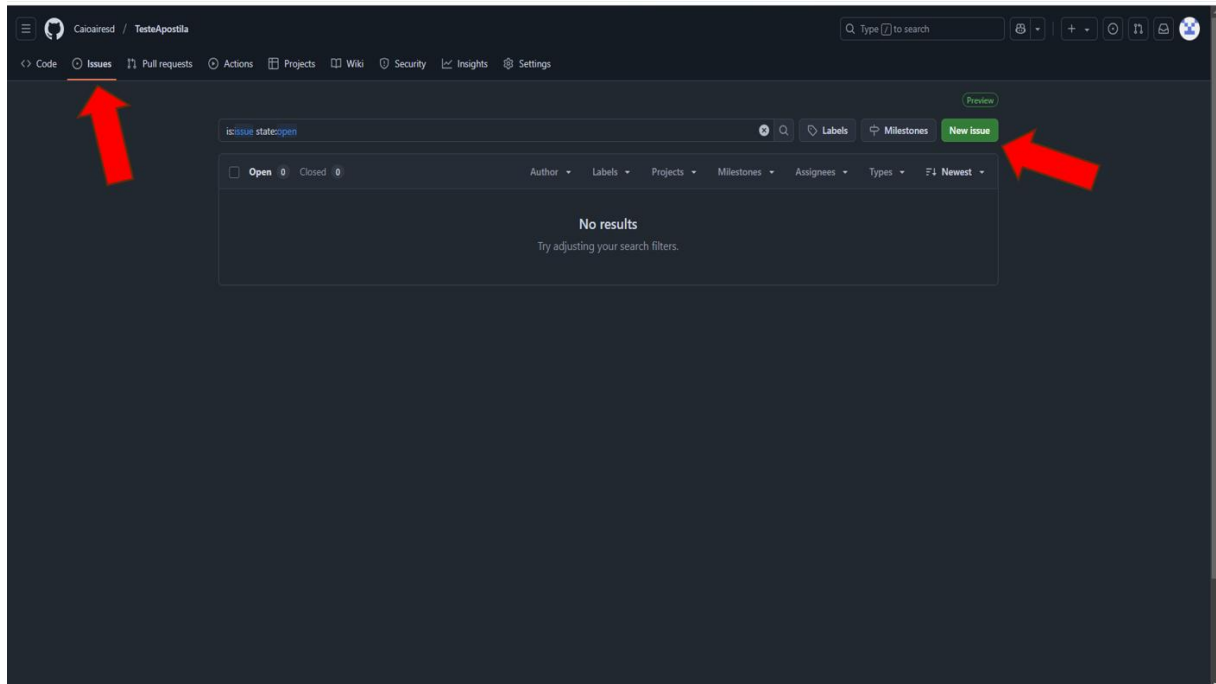 Caioairesd / TesteApostila
Type / to search
Code Issues Pull requests Actions Projects Wiki Security Insights Settings
Preview
is:issue state:open
Labels Milestones New issue
Open 0 Closed 0 Author Labels Projects Milestones Assignees Types Newest
No results
Try adjusting your search filters.